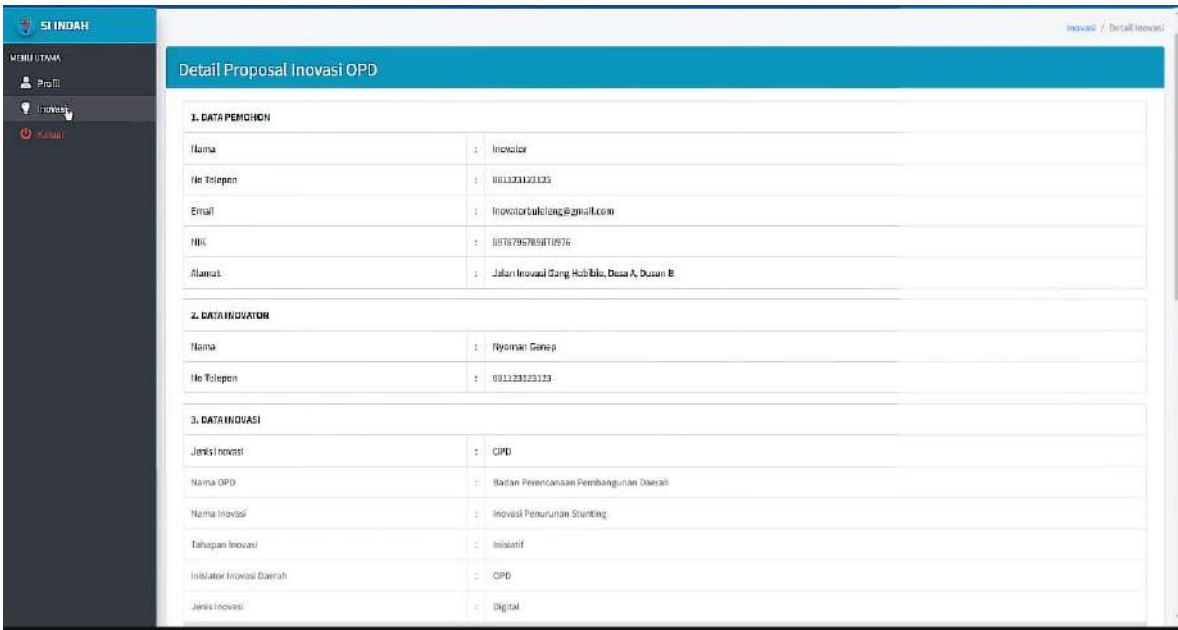 SI INDAH
Inovasi / Detail Inovasi
MENU UTAMA
Profil
Inovasi
Keluar
Detail Proposal Inovasi OPD
1. DATA PEMOHON
Nama : Inovator
No Telepon :
Email : inovatorbuleleng@gmail.com
NIK :
Alamat : Jalan Inovasi Gang Habibie, Desa A, Dusun B
2. DATA INOVATOR
Nama : Nyoman Genep
No Telepon :
3. DATA INOVASI
Jenis Inovasi : OPD
Nama OPD : Badan Perencanaan Pembangunan Daerah
Nama Inovasi : Inovasi Penurunan Stunting
Tahapan Inovasi : Inisiatif
Inisiator Inovasi Daerah : OPD
Jenis Inovasi : Digital